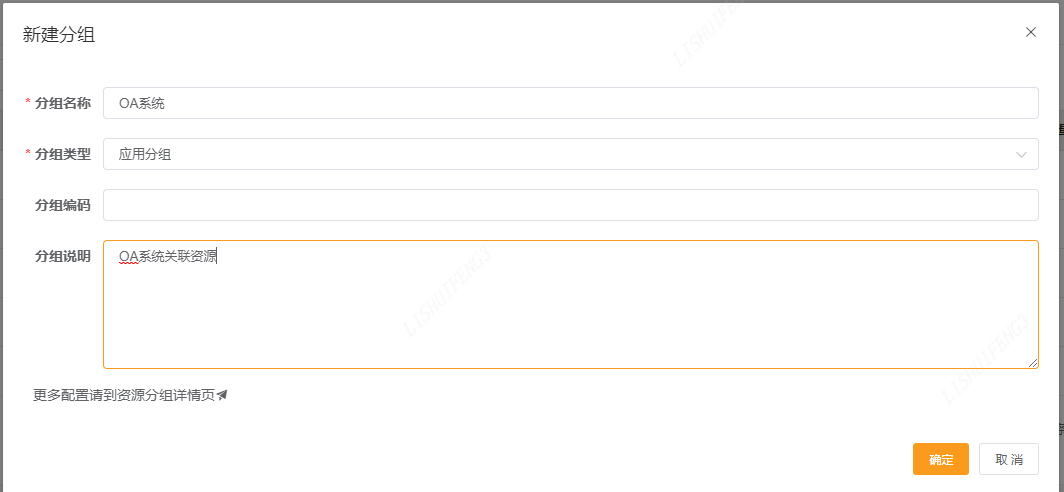 新建分组
* 分组名称 OA系统
* 分组类型 应用分组
分组编码
分组说明 OA系统关联资源
更多配置请到资源分组详情页
确定 取消
LISHUIFENG3
LISHUIFENG3